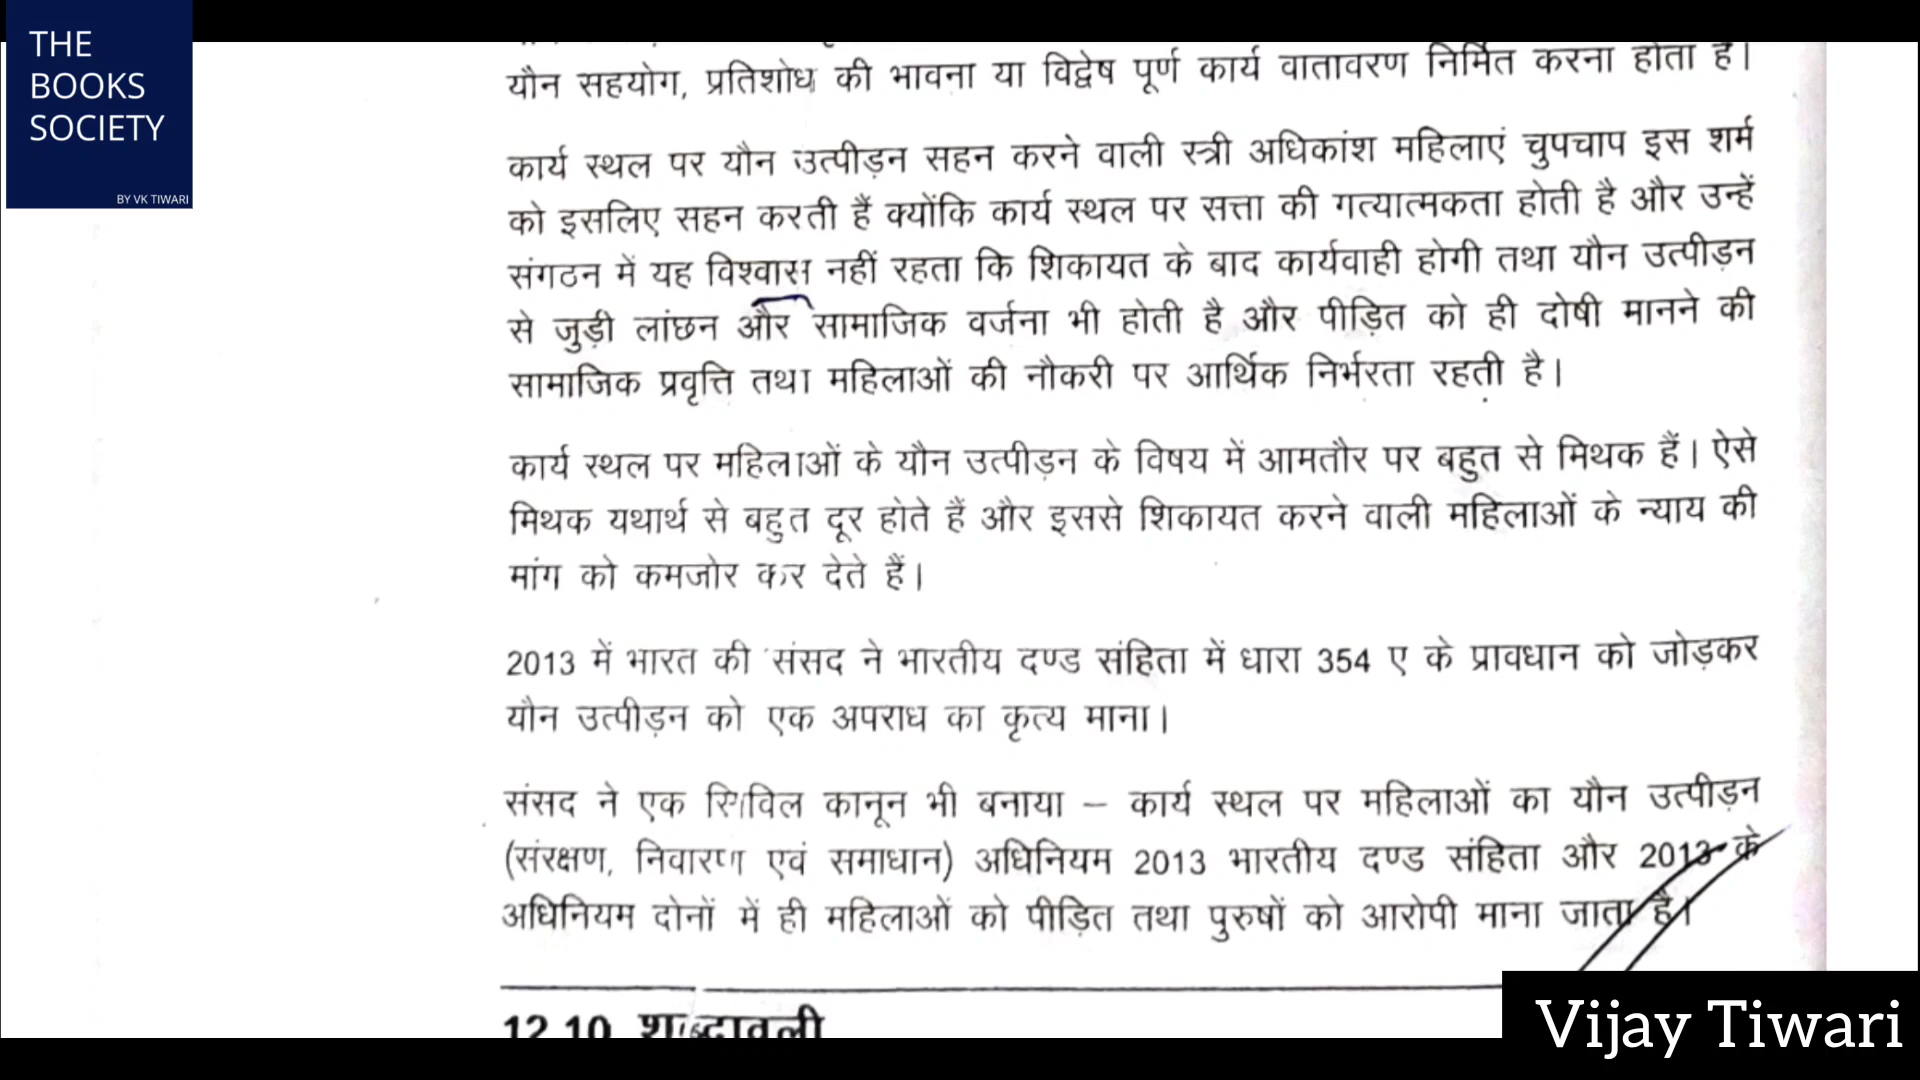 THE
BOOKS
SOCIETY
BY VK TIWARI
यौन सहयोग, प्रतिशोध की भावना या विद्वेष पूर्ण कार्य वातावरण निर्मित करना होता है।
कार्य स्थल पर यौन उत्पीड़न सहन करने वाली स्त्री अधिकांश महिलाएं चुपचाप इस शर्म
को इसलिए सहन करती हैं क्योंकि कार्य स्थल पर सत्ता की गत्यात्मकता होती है और उन्हें
संगठन में यह विश्वास नहीं रहता कि शिकायत के बाद कार्यवाही होगी तथा यौन उत्पीड़न
से जुड़ी लांछन और सामाजिक वर्जना भी होती है और पीड़ित को ही दोषी मानने की
सामाजिक प्रवृत्ति तथा महिलाओं की नौकरी पर आर्थिक निर्भरता रहती है।
कार्य स्थल पर महिलाओं के यौन उत्पीड़न के विषय में आमतौर पर बहुत से मिथक हैं। ऐसे
मिथक यथार्थ से बहुत दूर होते हैं और इससे शिकायत करने वाली महिलाओं के न्याय की
मांग को कमजोर कर देते हैं।
2013 में भारत की संसद ने भारतीय दण्ड संहिता में धारा 354 ए के प्रावधान को जोड़कर
यौन उत्पीड़न को एक अपराध का कृत्य माना।
संसद ने एक सिविल कानून भी बनाया – कार्य स्थल पर महिलाओं का यौन उत्पीड़न
(संरक्षण, निवारण एवं समाधान) अधिनियम 2013 भारतीय दण्ड संहिता और 2013 के
अधिनियम दोनों में ही महिलाओं को पीड़ित तथा पुरुषों को आरोपी माना जाता है।
12.10 शब्दावली
Vijay Tiwari